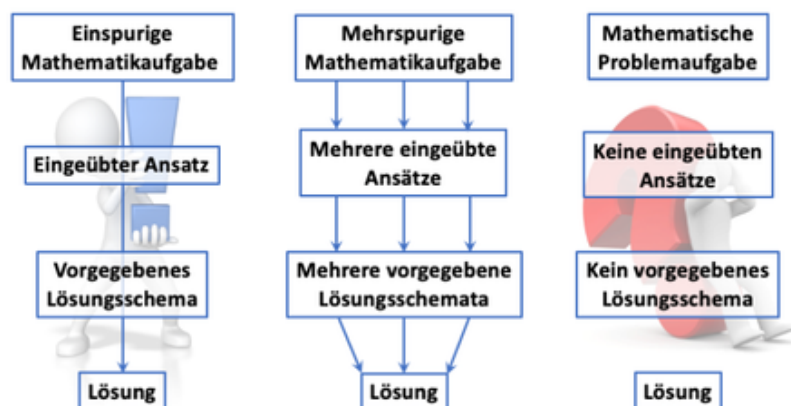 Einspurige
Mathematikaufgabe
Eingeübter Ansatz
Vorgegebenes
Lösungsschema
Lösung
Mehrspurige
Mathematikaufgabe
Mehrere eingeübte
Ansätze
Mehrere vorgegebene
Lösungsschemata
Lösung
Mathematische
Problemaufgabe
Keine eingeübten
Ansätze
Kein vorgegebenes
Lösungsschema
Lösung